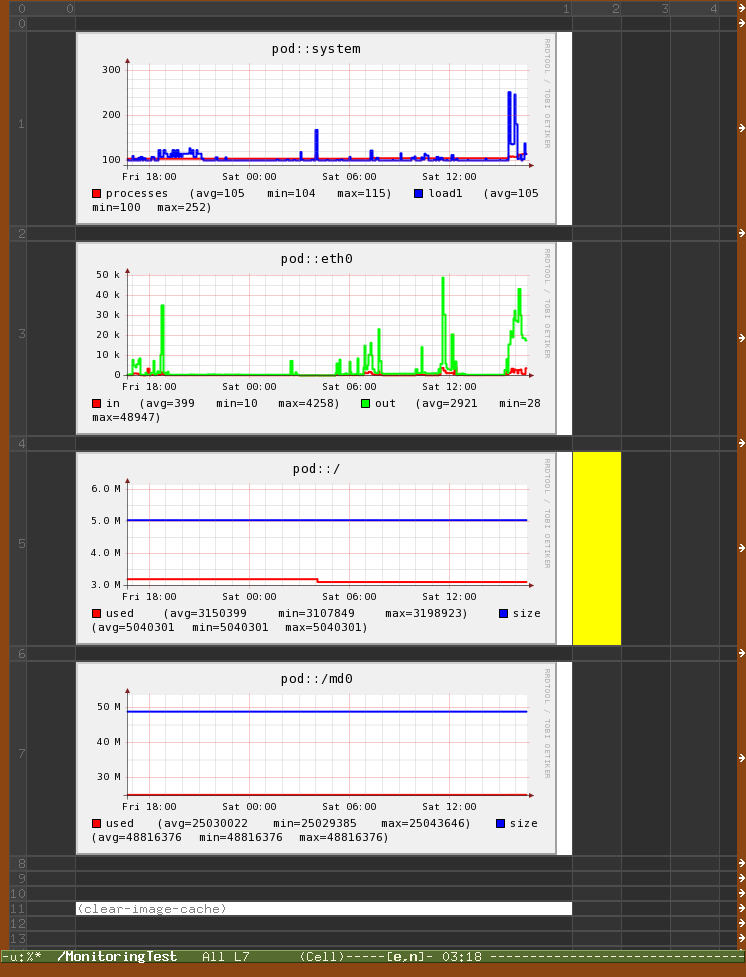 0 0 1 2 3 4
0
pod::system
RRDTOOL / TOBI OETIKER
300
200
1
100
Fri 18:00 Sat 00:00 Sat 06:00 Sat 12:00
processes (avg=105 min=104 max=115) load1 (avg=105
min=100 max=252)
2
pod::eth0
RRDTOOL / TOBI OETIKER
50 k
40 k
30 k
3
20 k
10 k
0
Fri 18:00 Sat 00:00 Sat 06:00 Sat 12:00
in (avg=399 min=10 max=4258) out (avg=2921 min=28
max=48947)
4
pod::/
RRDTOOL / TOBI OETIKER
6.0 M
5.0 M
5
4.0 M
3.0 M
Fri 18:00 Sat 00:00 Sat 06:00 Sat 12:00
used (avg=3150399 min=3107849 max=3198923) size
(avg=5040301 min=5040301 max=5040301)
6
pod::/md0
RRDTOOL / TOBI OETIKER
50 M
40 M
7
30 M
Fri 18:00 Sat 00:00 Sat 06:00 Sat 12:00
used (avg=25030022 min=25029385 max=25043646) size
(avg=48816376 min=48816376 max=48816376)
8
9
10
11 (clear-image-cache)
12
13
-u:%* /MonitoringTest All L7 (Cell)-----[e,n]- 03:18 ------------------------------